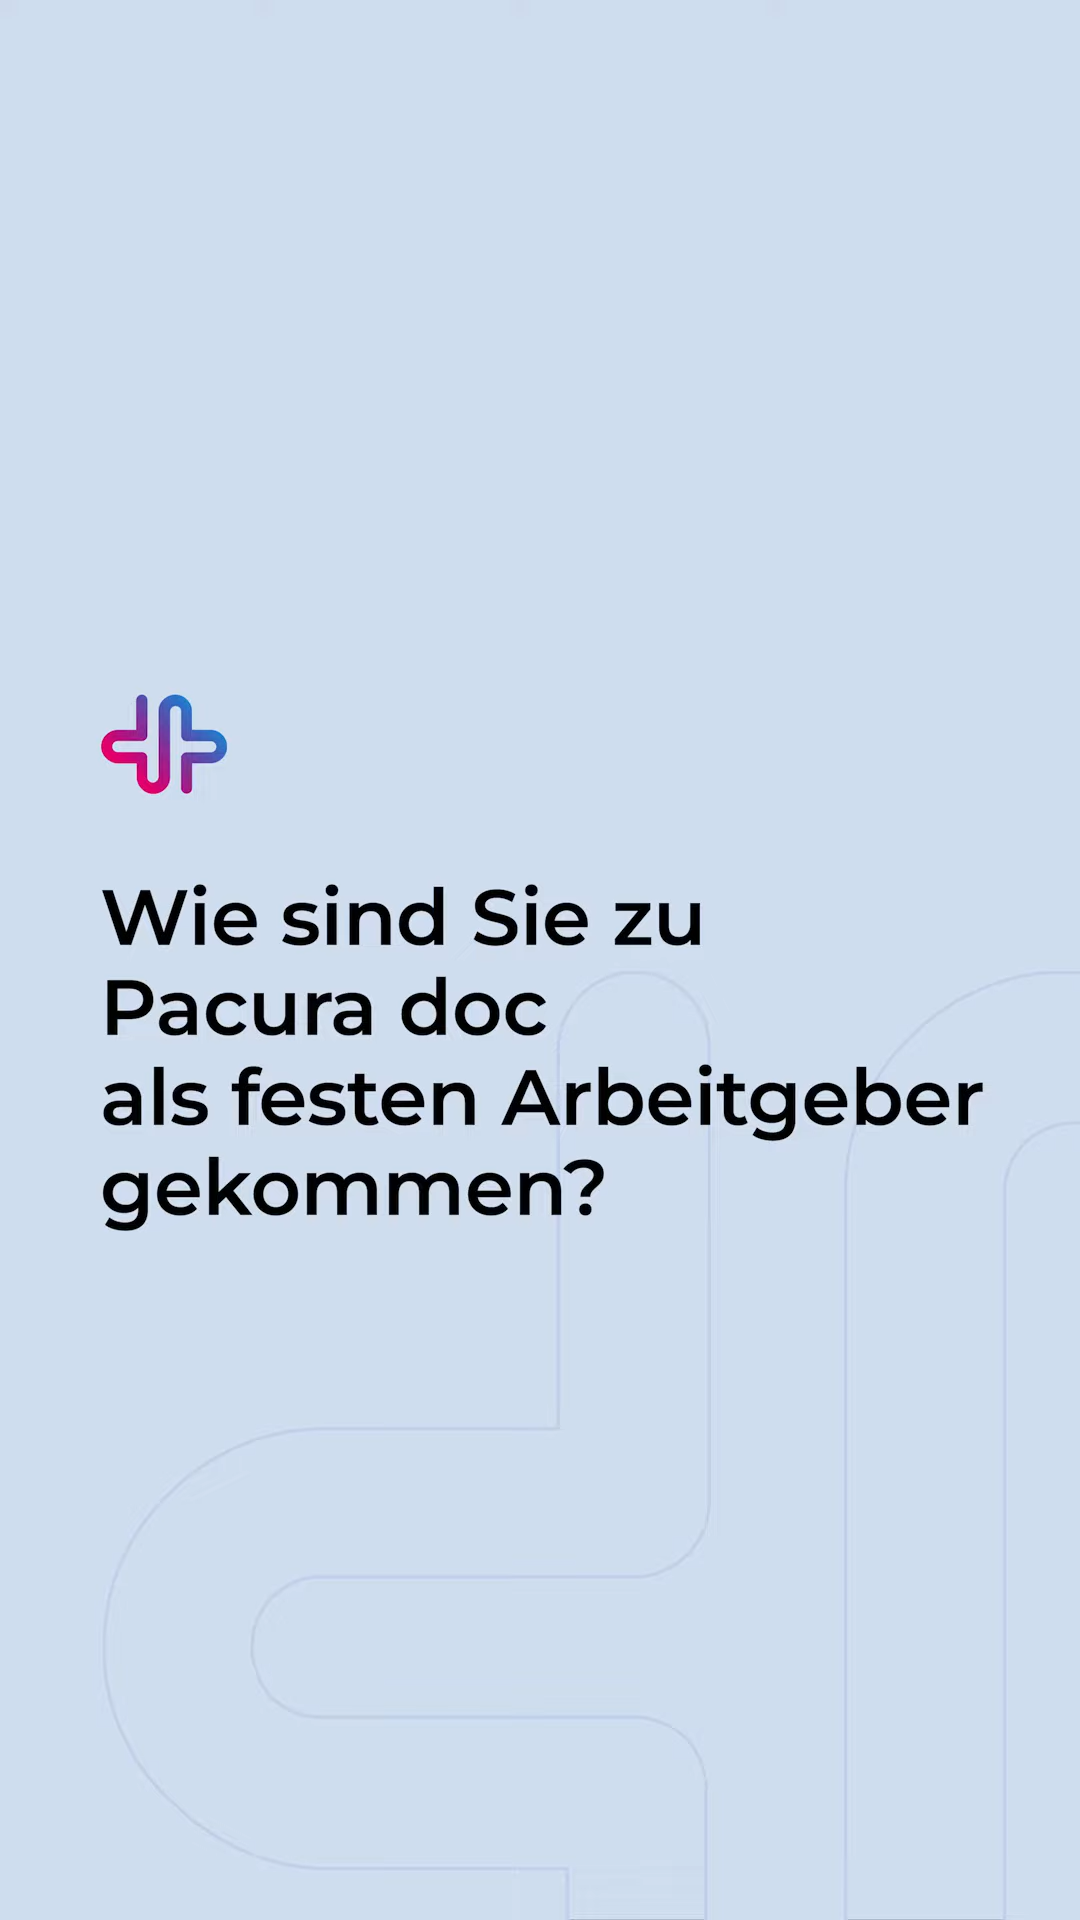 Wie sind Sie zu
Pacura doc
als festen Arbeitgeber
gekommen?